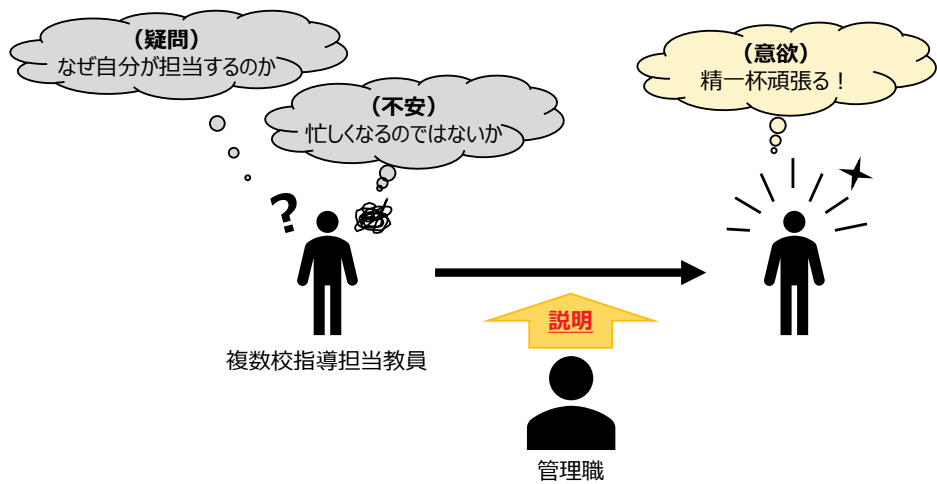 （疑問）
なぜ自分が担当するのか
（不安）
忙しくなるのではないか
（意欲）
精一杯頑張る！
?
説明
複数校指導担当教員
管理職